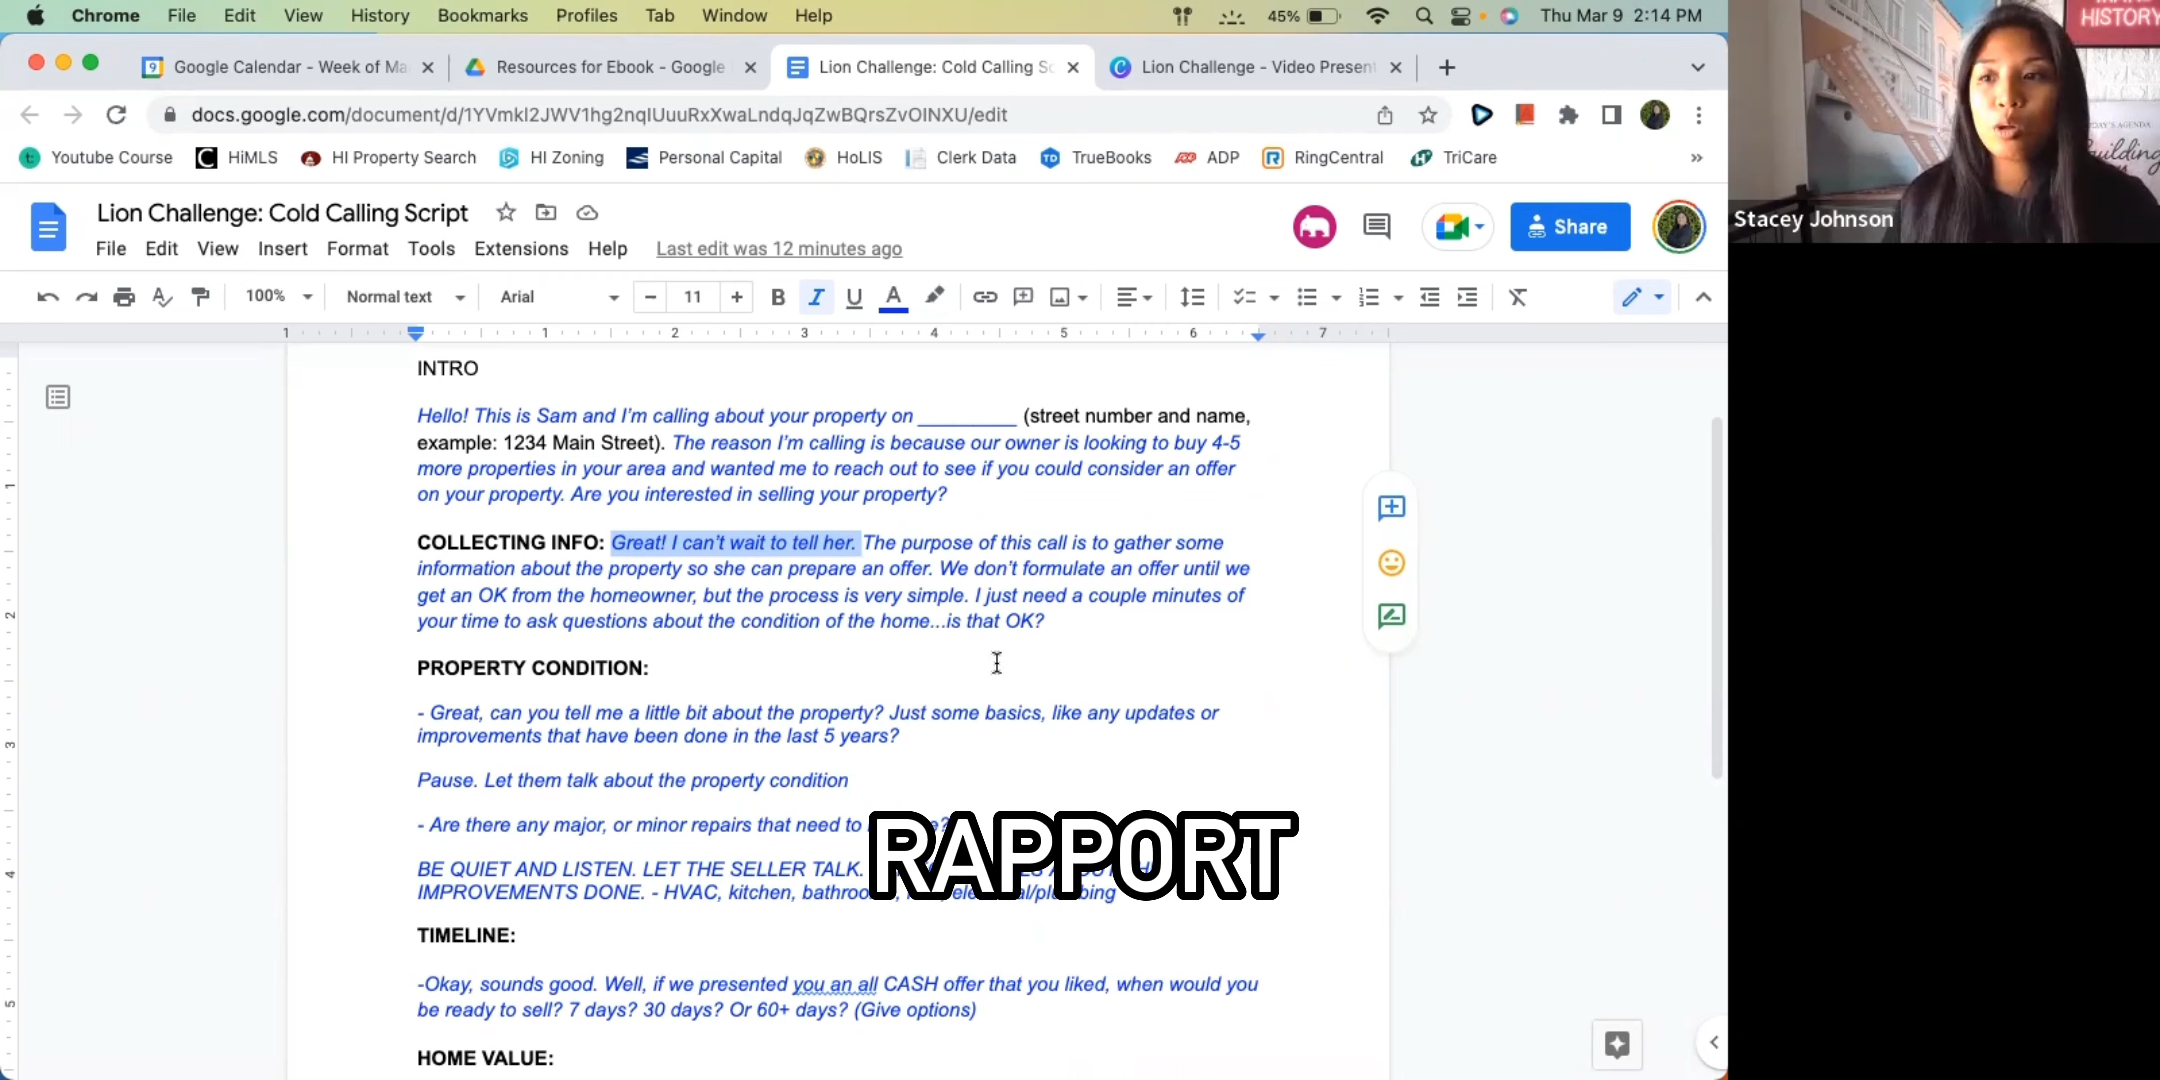 Chrome File Edit View History Bookmarks Profiles Tab Window Help 45% Thu Mar 9 2:14 PM
9 Google Calendar - Week of Ma Resources for Ebook - Google Lion Challenge: Cold Calling Sc Lion Challenge - Video Present
docs.google.com/document/d/1YVmkl2JWV1hg2nqlUuuRxXwaLndqJqZwBQrsZvOINXU/edit
Youtube Course HiMLS HI Property Search HI Zoning Personal Capital HoLIS Clerk Data TrueBooks ADP RingCentral TriCare
HISTORY
Stacey Johnson
Lion Challenge: Cold Calling Script
Share
File Edit View Insert Format Tools Extensions Help Last edit was 12 minutes ago
100% Normal text Arial 11 B I U A
1 1 2 3 4 5 6 7
INTRO
Hello! This is Sam and I'm calling about your property on _________ (street number and name,
example: 1234 Main Street). The reason I'm calling is because our owner is looking to buy 4-5
more properties in your area and wanted me to reach out to see if you could consider an offer
on your property. Are you interested in selling your property?
COLLECTING INFO: Great! I can't wait to tell her. The purpose of this call is to gather some
information about the property so she can prepare an offer. We don't formulate an offer until we
get an OK from the homeowner, but the process is very simple. I just need a couple minutes of
your time to ask questions about the condition of the home...is that OK?
PROPERTY CONDITION:
- Great, can you tell me a little bit about the property? Just some basics, like any updates or
improvements that have been done in the last 5 years?
Pause. Let them talk about the property condition
- Are there any major, or minor repairs that need to
RAPPORT
BE QUIET AND LISTEN. LET THE SELLER TALK.
IMPROVEMENTS DONE. - HVAC, kitchen,
TIMELINE:
-Okay, sounds good. Well, if we presented you an all CASH offer that you liked, when would you
be ready to sell? 7 days? 30 days? Or 60+ days? (Give options)
HOME VALUE: